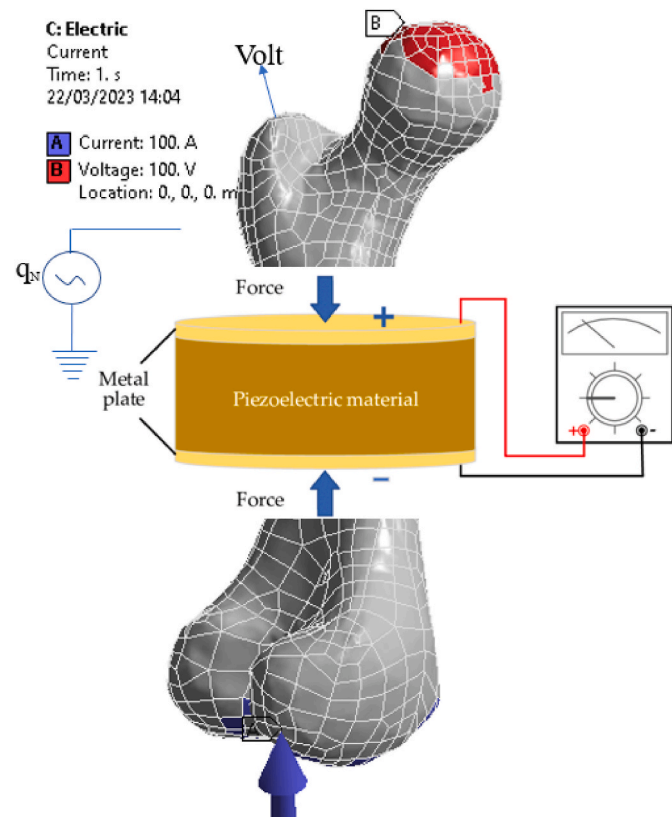 C: Electric
Current
Time: 1. s
22/03/2023 14:04
A Current: 100. A
B Voltage: 100. V
Location: 0., 0., 0. m
B
Volt
qN
Force
+
Metal
plate
Piezoelectric material
+ -
Force
−
A